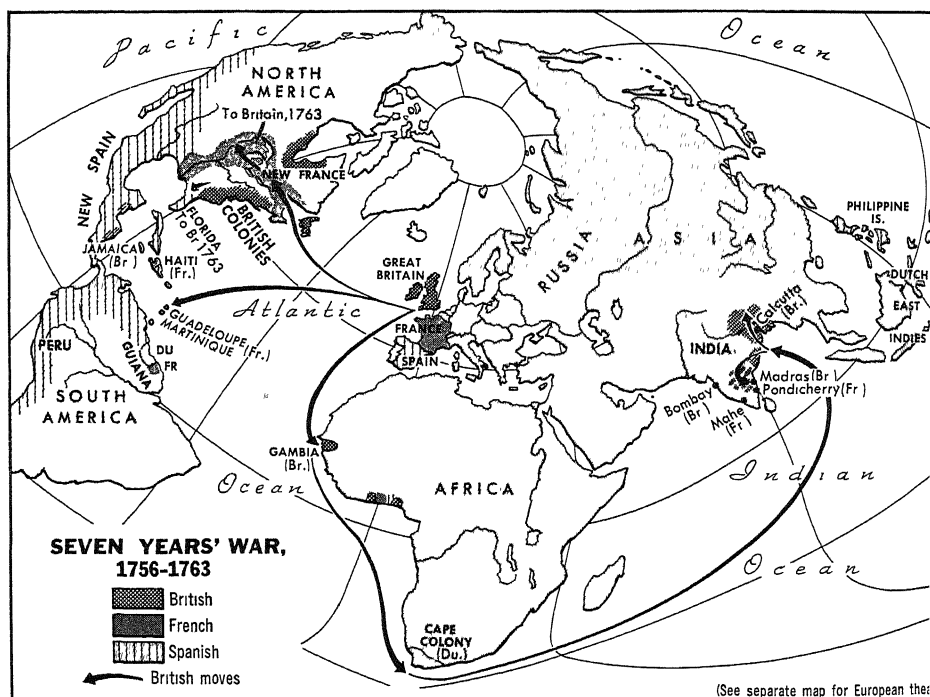 Pacific
Ocean
NORTH
AMERICA
To Britain, 1763
NEW SPAIN
NEW FRANCE
BRITISH
COLONIES
FLORIDA
To Br 1763
JAMAICA
(Br)
HAITI
(Fr.)
GUADELOUPE
MARTINIQUE (Fr.)
Atlantic
GREAT
BRITAIN
FRANCE
SPAIN
RUSSIA
ASIA
PHILIPPINE
IS.
DUTCH
EAST
INDIES
Calcutta
(Br.)
INDIA
Madras (Br)
Pondicherry (Fr)
Bombay
(Br)
Mahe
(Fr)
PERU
GUIANA
DU
FR
SOUTH
AMERICA
GAMBIA
(Br.)
Ocean
AFRICA
Indian
Ocean
CAPE
COLONY
(Du.)
SEVEN YEARS' WAR,
1756-1763
British
French
Spanish
British moves
(See separate map for European thea